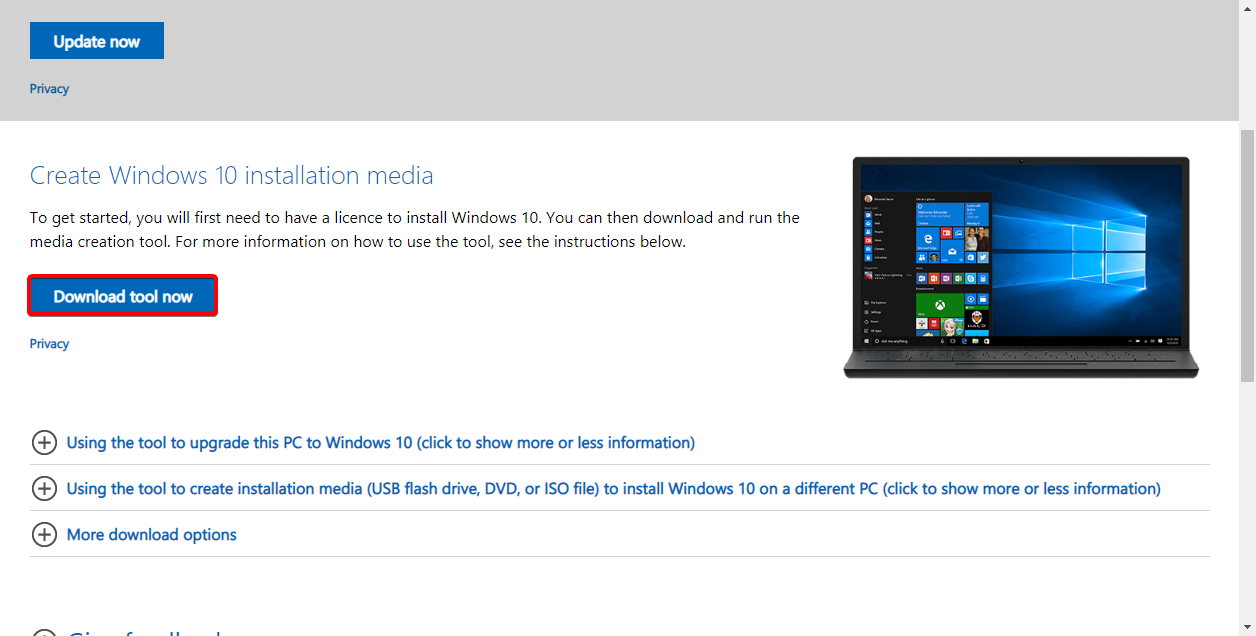 Update now
Privacy
Create Windows 10 installation media
To get started, you will first need to have a licence to install Windows 10. You can then download and run the
media creation tool. For more information on how to use the tool, see the instructions below.
Download tool now
Privacy
Using the tool to upgrade this PC to Windows 10 (click to show more or less information)
Using the tool to create installation media (USB flash drive, DVD, or ISO file) to install Windows 10 on a different PC (click to show more or less information)
More download options